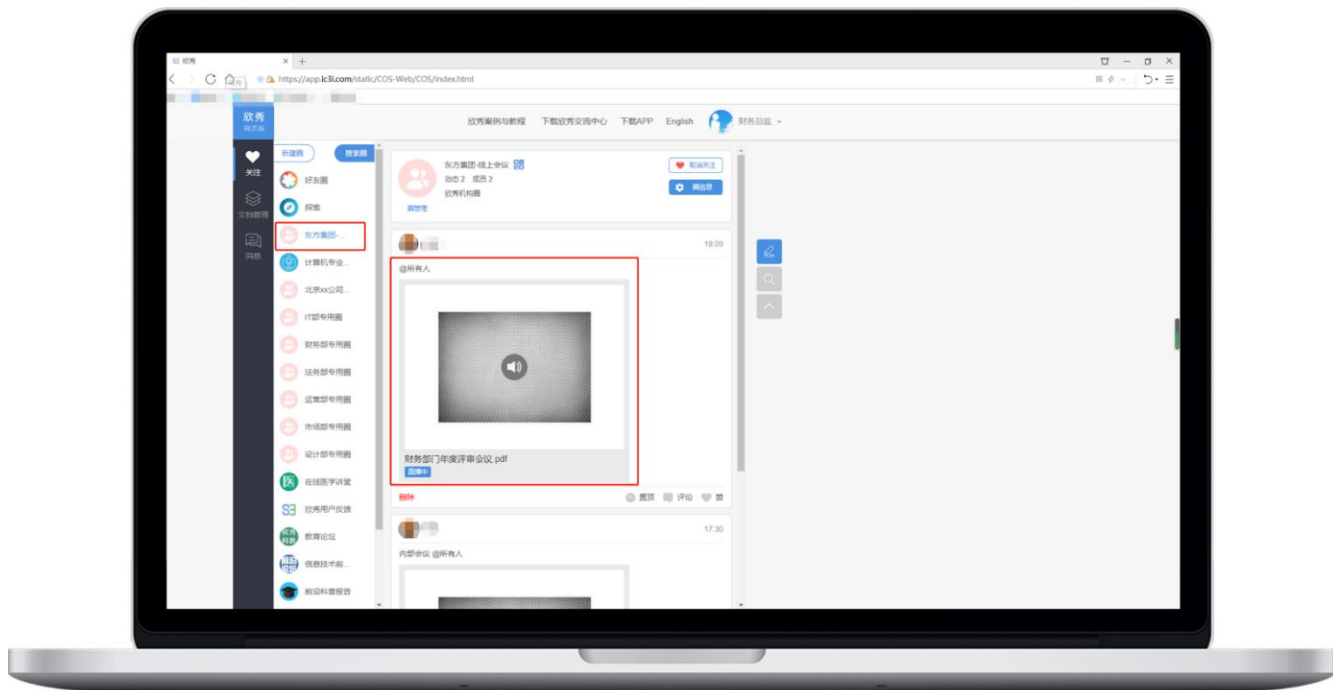 欣秀
https://app.ic3i.com/static/COS-Web/COS/index.html
欣秀
网页版
欣秀案例与教程 下载欣秀交流中心 下载APP English 财务总监
关注
文档管理
消息
新建圈 搜索圈
好友圈
探索
东方集团-...
计算机专业...
北京xx公司...
IT部专用圈
财务部专用圈
法务部专用圈
运营部专用圈
市场部专用圈
设计部专用圈
在线医学讲堂
欣秀用户反馈
教育论坛
信息技术前...
前沿科普报告
东方集团-线上会议
动态 2 成员 2
欣秀机构圈
圈管理
取消关注
圈信息
18:09
@所有人
财务部门年度评审会议.pdf
直播中
删除 置顶 评论 赞
17:30
内部会议 @所有人